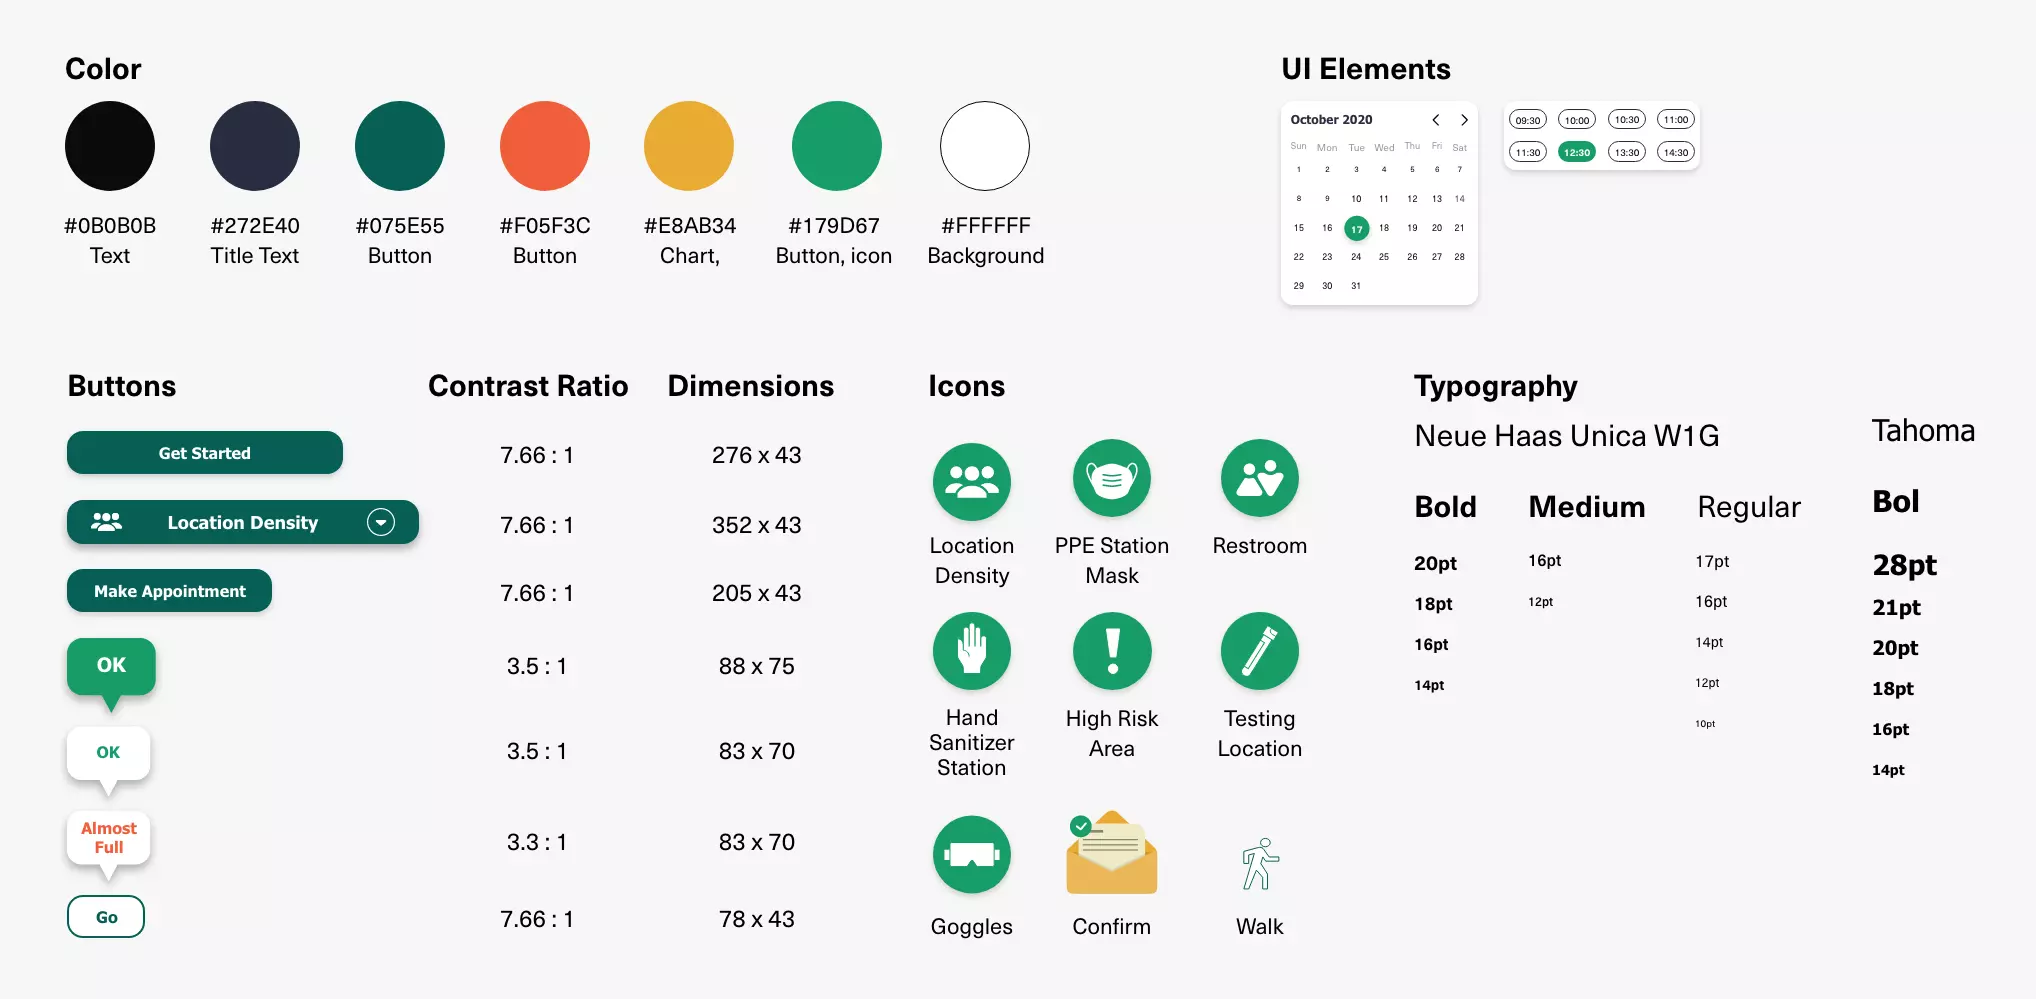 Color
#0B0B0B
Text
#272E40
Title Text
#075E55
Button
#F05F3C
Button
#E8AB34
Chart,
#179D67
Button, icon
#FFFFFF
Background
UI Elements
October 2020
Sun Mon Tue Wed Thu Fri Sat
1 2 3 4 5 6 7
8 9 10 11 12 13 14
15 16 17 18 19 20 21
22 23 24 25 26 27 28
29 30 31
09:30 10:00 10:30 11:00
11:30 12:30 13:30 14:30
Buttons Contrast Ratio Dimensions
Get Started 7.66 : 1 276 x 43
Location Density 7.66 : 1 352 x 43
Make Appointment 7.66 : 1 205 x 43
OK 3.5 : 1 88 x 75
OK 3.5 : 1 83 x 70
Almost
Full 3.3 : 1 83 x 70
Go 7.66 : 1 78 x 43
Icons
Location
Density
PPE Station
Mask
Restroom
Hand
Sanitizer
Station
High Risk
Area
Testing
Location
Goggles
Confirm
Walk
Typography
Neue Haas Unica W1G
Bold
20pt
18pt
16pt
14pt
Medium
16pt
12pt
Regular
17pt
16pt
14pt
12pt
10pt
Tahoma
Bol
28pt
21pt
20pt
18pt
16pt
14pt